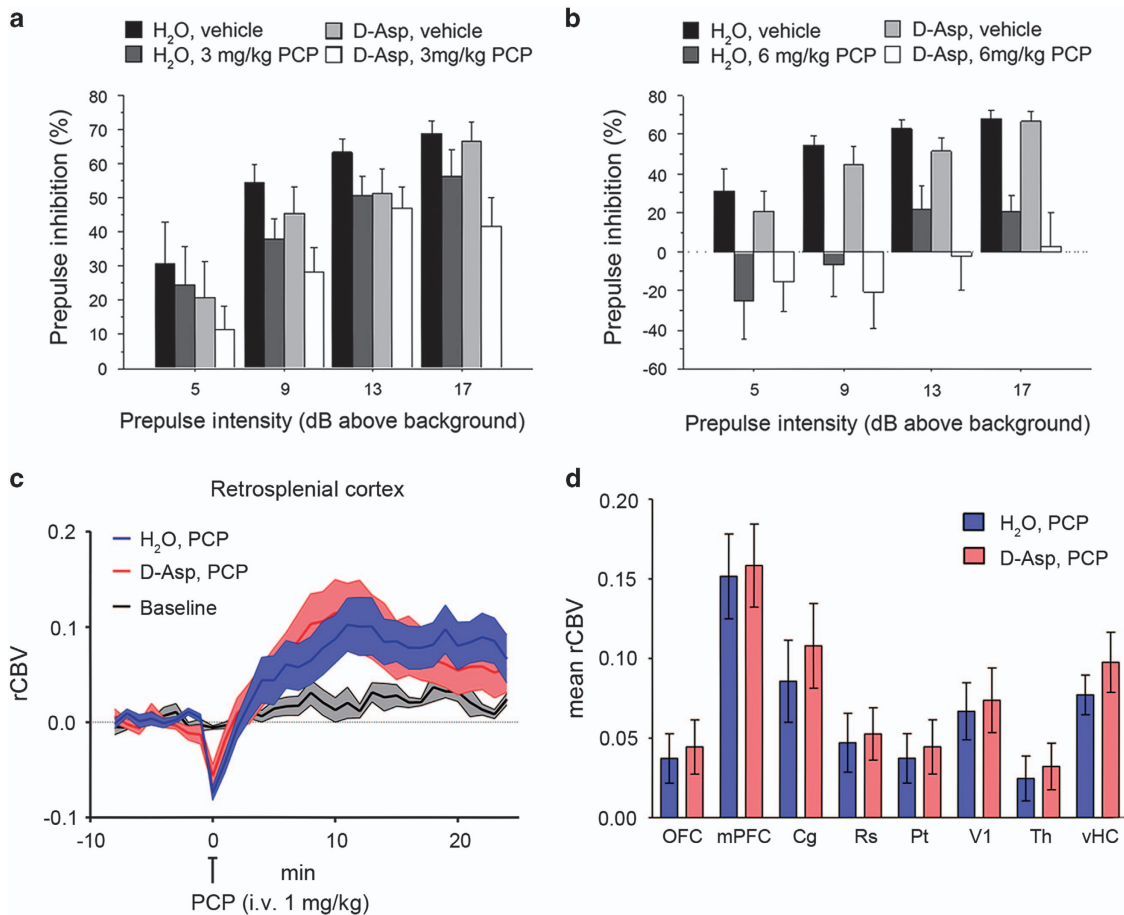 a
H2O, vehicle
D-Asp, vehicle
H2O, 3 mg/kg PCP
D-Asp, 3mg/kg PCP
Prepulse inhibition (%)
80
70
60
50
40
30
20
10
0
5 9 13 17
Prepulse intensity (dB above background)
b
H2O, vehicle
D-Asp, vehicle
H2O, 6 mg/kg PCP
D-Asp, 6mg/kg PCP
Prepulse inhibition (%)
80
60
40
20
0
-20
-40
-60
5 9 13 17
Prepulse intensity (dB above background)
c
Retrosplenial cortex
H2O, PCP
D-Asp, PCP
Baseline
rCBV
0.2
0.1
0.0
-0.1
-10 0 10 20
min
PCP (i.v. 1 mg/kg)
d
H2O, PCP
D-Asp, PCP
mean rCBV
0.20
0.15
0.10
0.05
0.00
OFC mPFC Cg Rs Pt V1 Th vHC